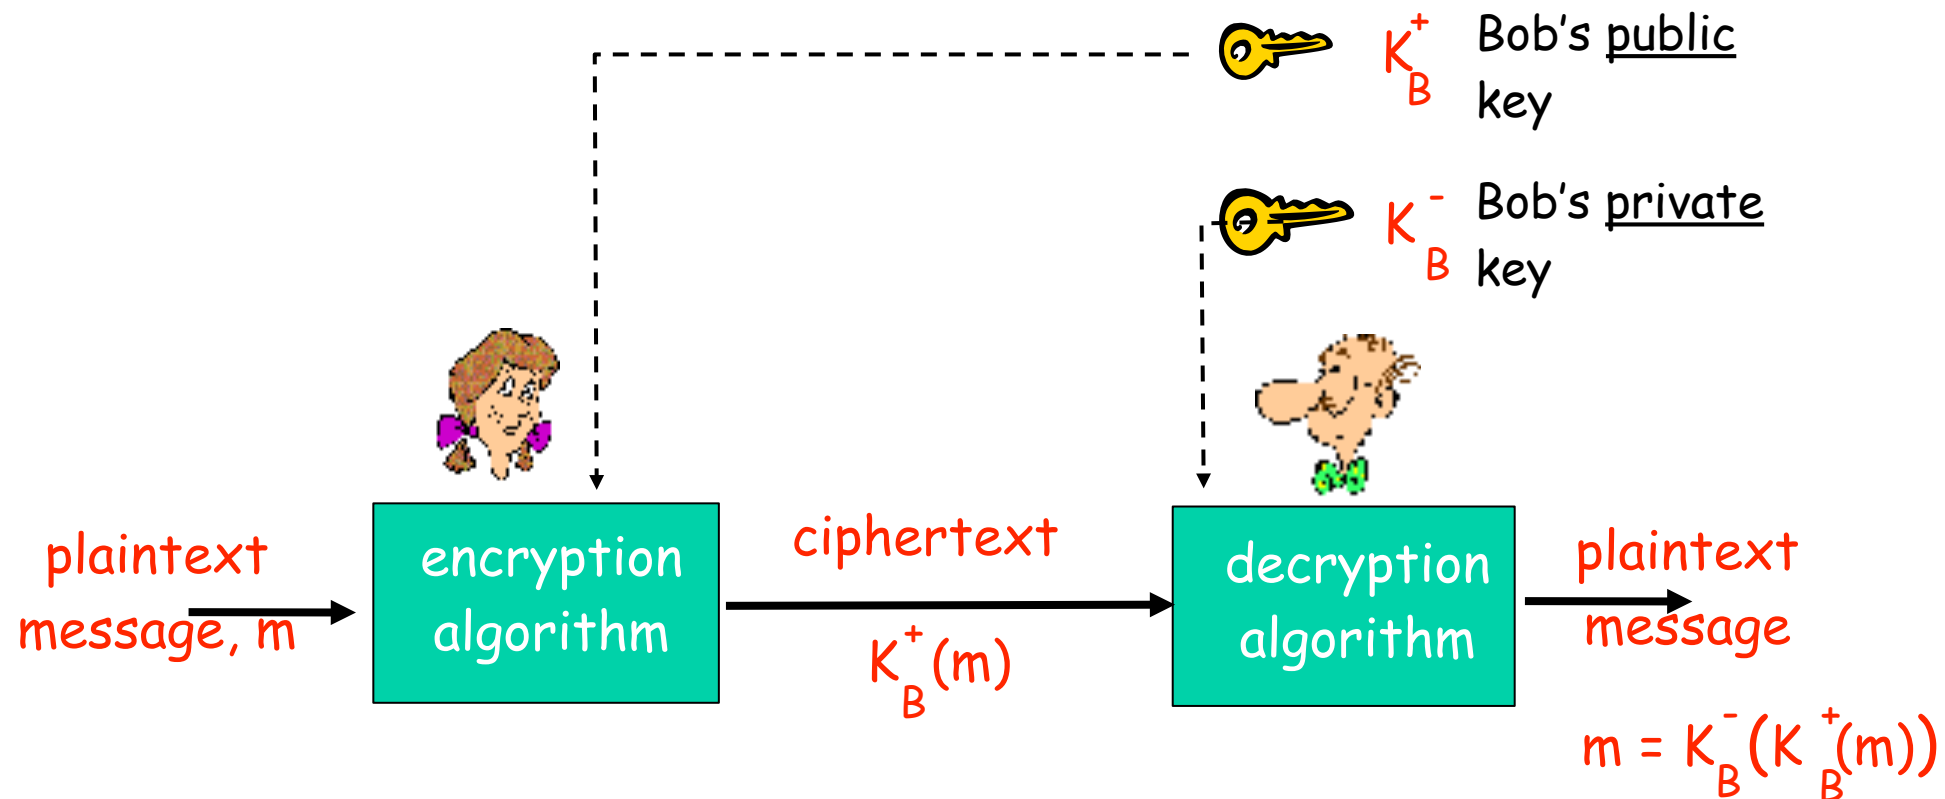 K_B^+ Bob's public
key
K_B^- Bob's private
key
plaintext
message, m
encryption
algorithm
ciphertext
K_B^+(m)
decryption
algorithm
plaintext
message
m = K_B^-(K_B^+(m))